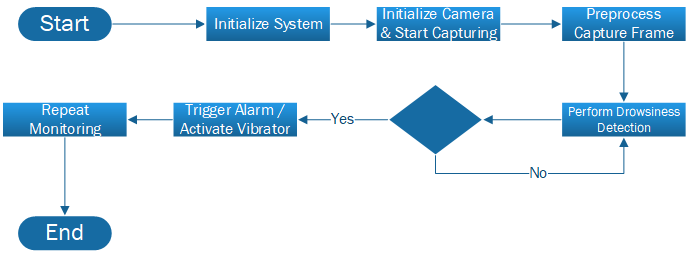 Start
Initialize System
Initialize Camera
& Start Capturing
Preprocess
Capture Frame
Perform Drowsiness
Detection
Yes
No
Trigger Alarm /
Activate Vibrator
Repeat
Monitoring
End